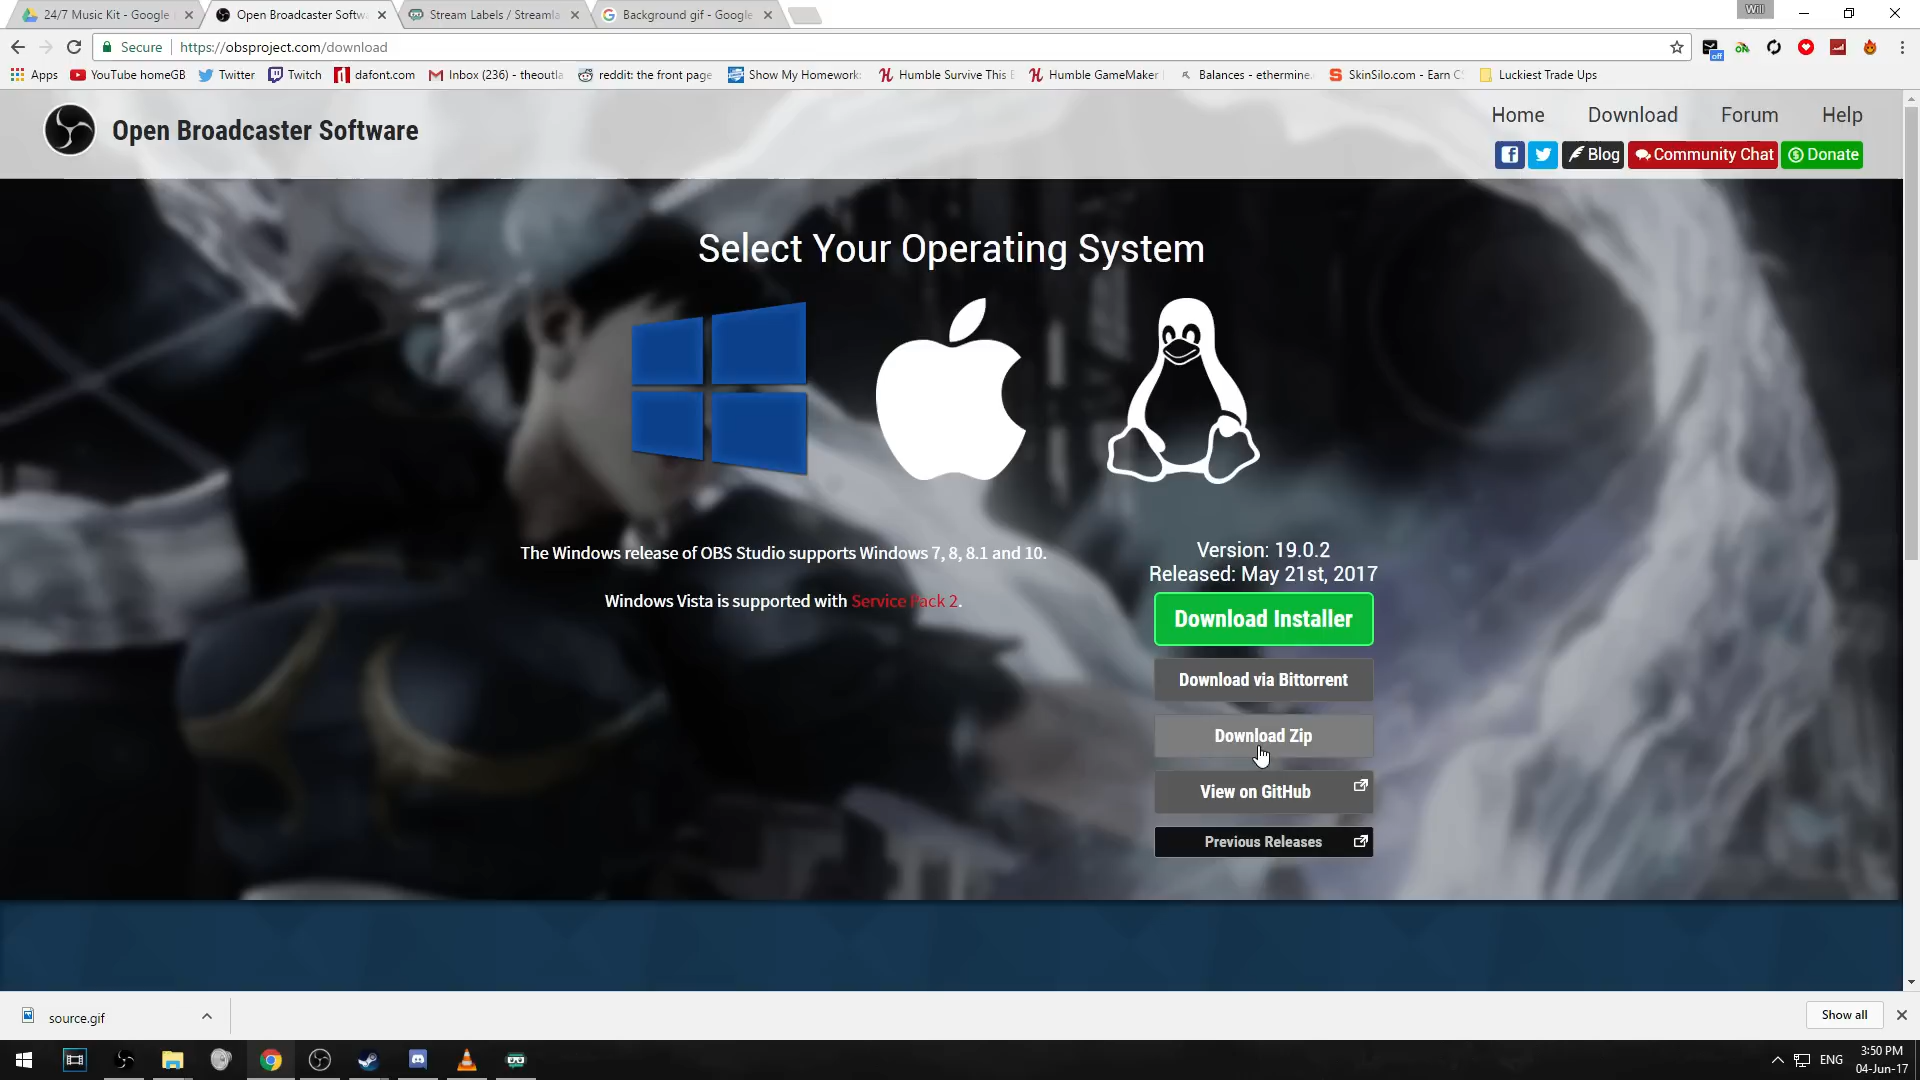 24/7 Music Kit - Google
Open Broadcaster Softw
Stream Labels / Streamla
Background gif - Google
Will
Secure
https://obsproject.com/download
Apps
YouTube homeGB
Twitter
Twitch
dafont.com
Inbox (236) - theoutla
reddit: the front page
Show My Homework
Humble Survive This
Humble GameMaker
Balances - ethermine.
SkinSilo.com - Earn C
Luckiest Trade Ups
off
Open Broadcaster Software
Home
Download
Forum
Help
Blog
Community Chat
Donate
Select Your Operating System
The Windows release of OBS Studio supports Windows 7, 8, 8.1 and 10.
Windows Vista is supported with Service Pack 2.
Version: 19.0.2
Released: May 21st, 2017
Download Installer
Download via Bittorrent
Download Zip
View on GitHub
Previous Releases
source.gif
Show all
ENG
3:50 PM
04-Jun-17